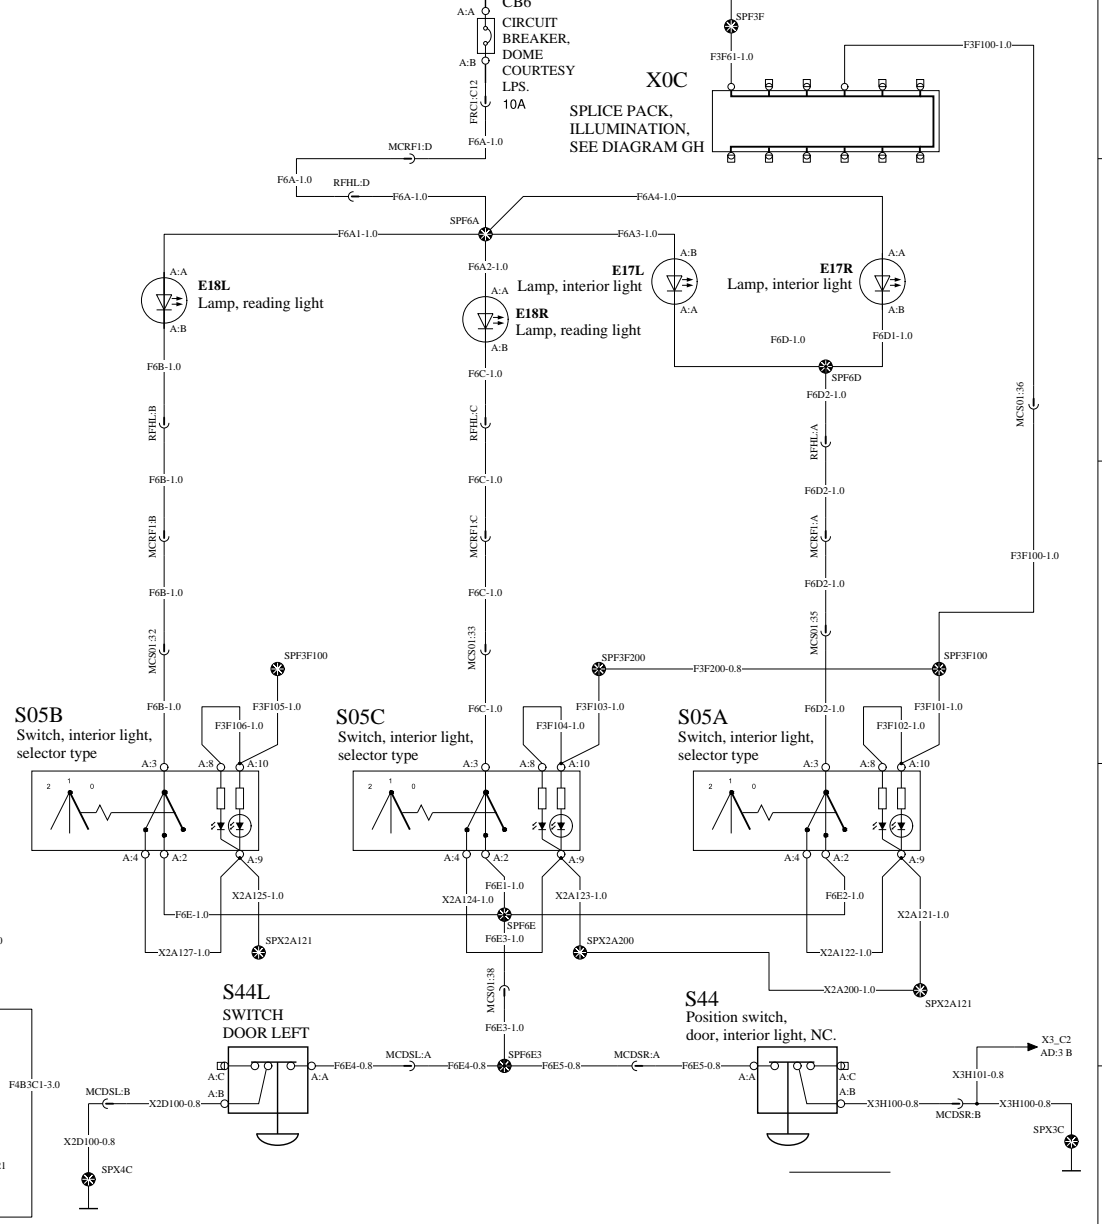 CB6
A:A
CIRCUIT
BREAKER,
DOME
COURTESY
LPS.
10A
A:B
FRC1:C12
F6A-1.0
MCRF1:D
F6A-1.0
RFHL:D
F6A-1.0
SPF3F
F3F61-1.0
F3F100-1.0
X0C
SPLICE PACK,
ILLUMINATION,
SEE DIAGRAM GH
F6A4-1.0
SPF6A
F6A1-1.0
F6A3-1.0
F6A2-1.0
A:A
E18L
Lamp, reading light
A:B
A:A
E18R
Lamp, reading light
A:B
A:B
E17L
Lamp, interior light
A:A
A:A
E17R
Lamp, interior light
A:B
F6D-1.0
F6D1-1.0
SPF6D
F6B-1.0
F6C-1.0
F6D2-1.0
MCS01:36
RFHL:B
RFHL:C
RFHL:A
F6B-1.0
F6C-1.0
F6D2-1.0
MCRF1:B
MCRF1:C
MCRF1:A
F3F100-1.0
F6B-1.0
F6C-1.0
F6D2-1.0
MCS01:32
MCS01:33
MCS01:35
SPF3F100
SPF3F200
F3F200-0.8
SPF3F100
S05B
Switch, interior light,
selector type
F6B-1.0
F3F105-1.0
F3F106-1.0
S05C
Switch, interior light,
selector type
F6C-1.0
F3F103-1.0
F3F104-1.0
S05A
Switch, interior light,
selector type
F6D2-1.0
F3F101-1.0
F3F102-1.0
A:3
A:8
A:10
A:3
A:8
A:10
A:3
A:8
A:10
2
1
0
2
1
0
2
1
0
A:4
A:2
A:9
A:4
A:2
A:9
A:4
A:2
A:9
X2A125-1.0
F6E1-1.0
X2A124-1.0
X2A123-1.0
F6E2-1.0
X2A121-1.0
F6E-1.0
SPF6E
F6E3-1.0
X2A127-1.0
SPX2A121
SPX2A200
X2A122-1.0
X2A200-1.0
SPX2A121
MCS01:38
F6E3-1.0
S44L
SWITCH
DOOR LEFT
S44
Position switch,
door, interior light, NC.
SPF6E3
F6E4-0.8
MCDSL:A
F6E4-0.8
F6E5-0.8
MCDSR:A
F6E5-0.8
A:C
A:A
A:B
A:A
A:C
A:B
X3_C2
AD:3 B
X3H101-0.8
F4B3C1-3.0
MCDSL:B
X2D100-0.8
X2D100-0.8
SPX4C
X3H100-0.8
MCDSR:B
X3H100-0.8
SPX3C